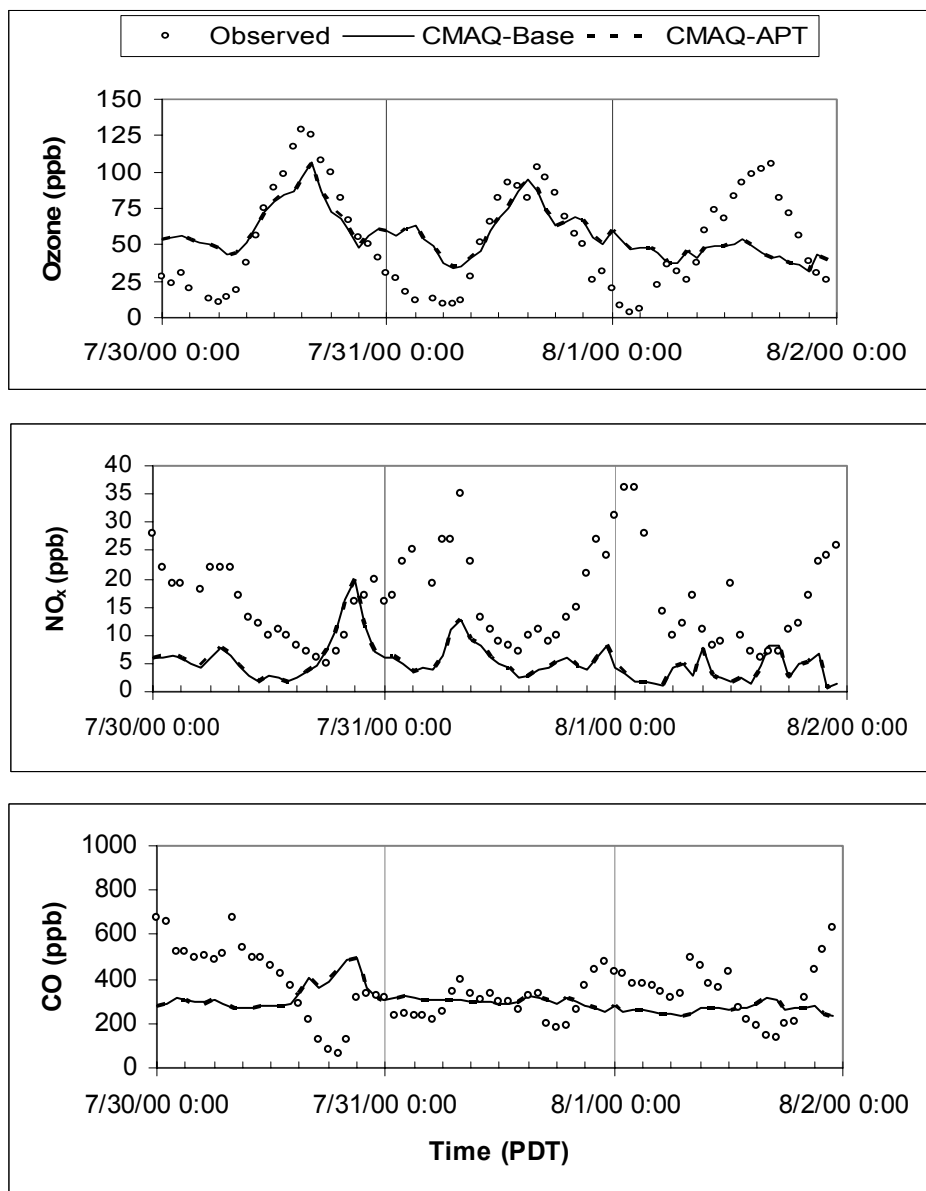 Observed CMAQ-Base CMAQ-APT
Ozone (ppb)
150
125
100
75
50
25
0
7/30/00 0:00 7/31/00 0:00 8/1/00 0:00 8/2/00 0:00
NOx (ppb)
40
35
30
25
20
15
10
5
0
7/30/00 0:00 7/31/00 0:00 8/1/00 0:00 8/2/00 0:00
CO (ppb)
1000
800
600
400
200
0
7/30/00 0:00 7/31/00 0:00 8/1/00 0:00 8/2/00 0:00
Time (PDT)